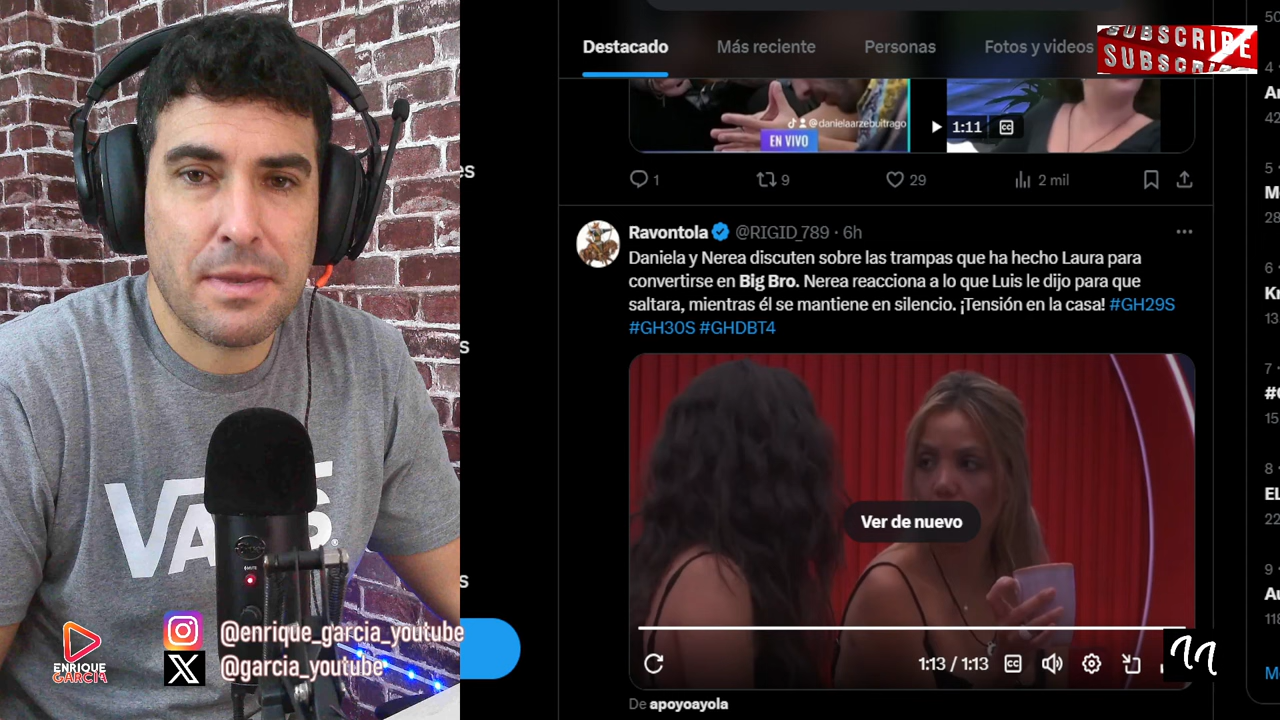 Destacado Más reciente Personas Fotos y videos
SUBSCRIBE
SUBSCRIBE
@danielaarzebuitrago
EN VIVO
1:11 CC
1 9 29 2 mil
Ravontola @RIGID_789 · 6h
Daniela y Nerea discuten sobre las trampas que ha hecho Laura para
convertirse en Big Bro. Nerea reacciona a lo que Luis le dijo para que
saltara, mientras él se mantiene en silencio. ¡Tensión en la casa! #GH29S
#GH30S #GHDBT4
Ver de nuevo
1:13 / 1:13 CC
De apoyoayola
VANS
@enrique_garcia_youtube
@garcia_youtube
ENRIQUE
GARCIA